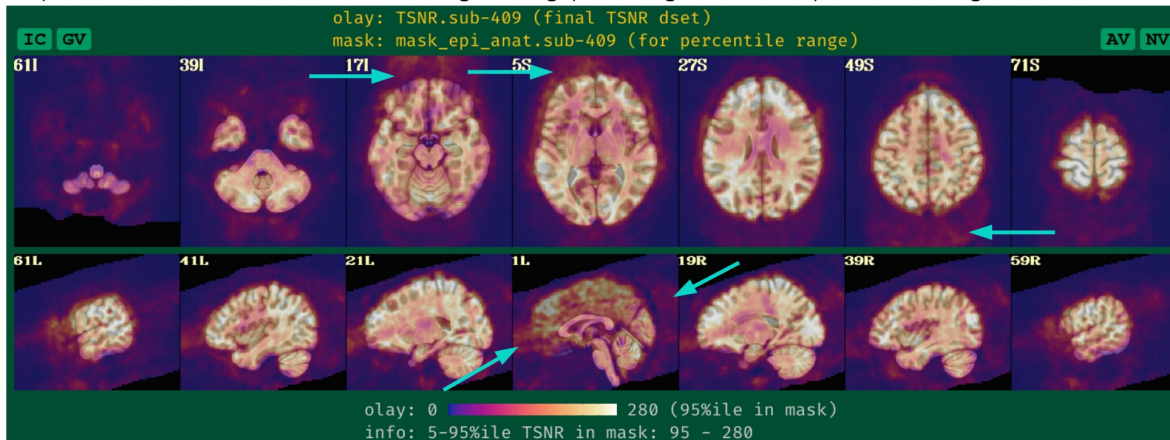 olay: TSNR.sub-409 (final TSNR dset)
IC GV
mask: mask_epi_anat.sub-409 (for percentile range)
AV NV
61I 39I 17I 5S 27S 49S 71S
61L 41L 21L 1L 19R 39R 59R
olay: 0 280 (95%ile in mask)
info: 5-95%ile TSNR in mask: 95 - 280